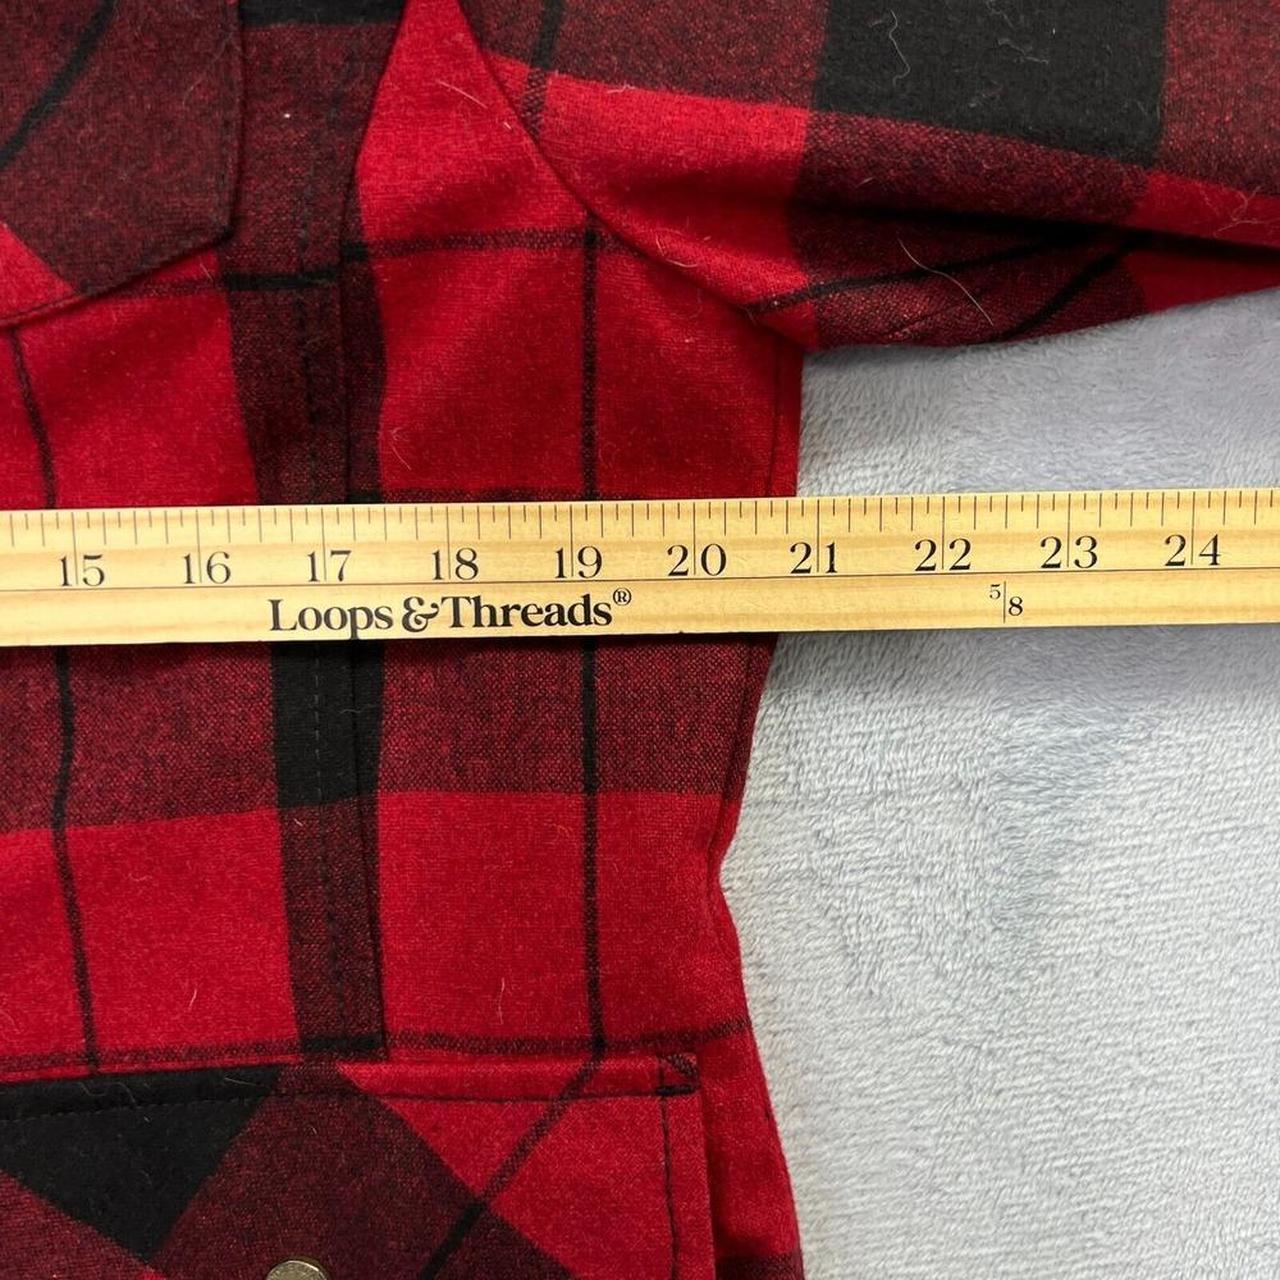 15 16 17 18 19 20 21 22 23 24
Loops & Threads® 5/8